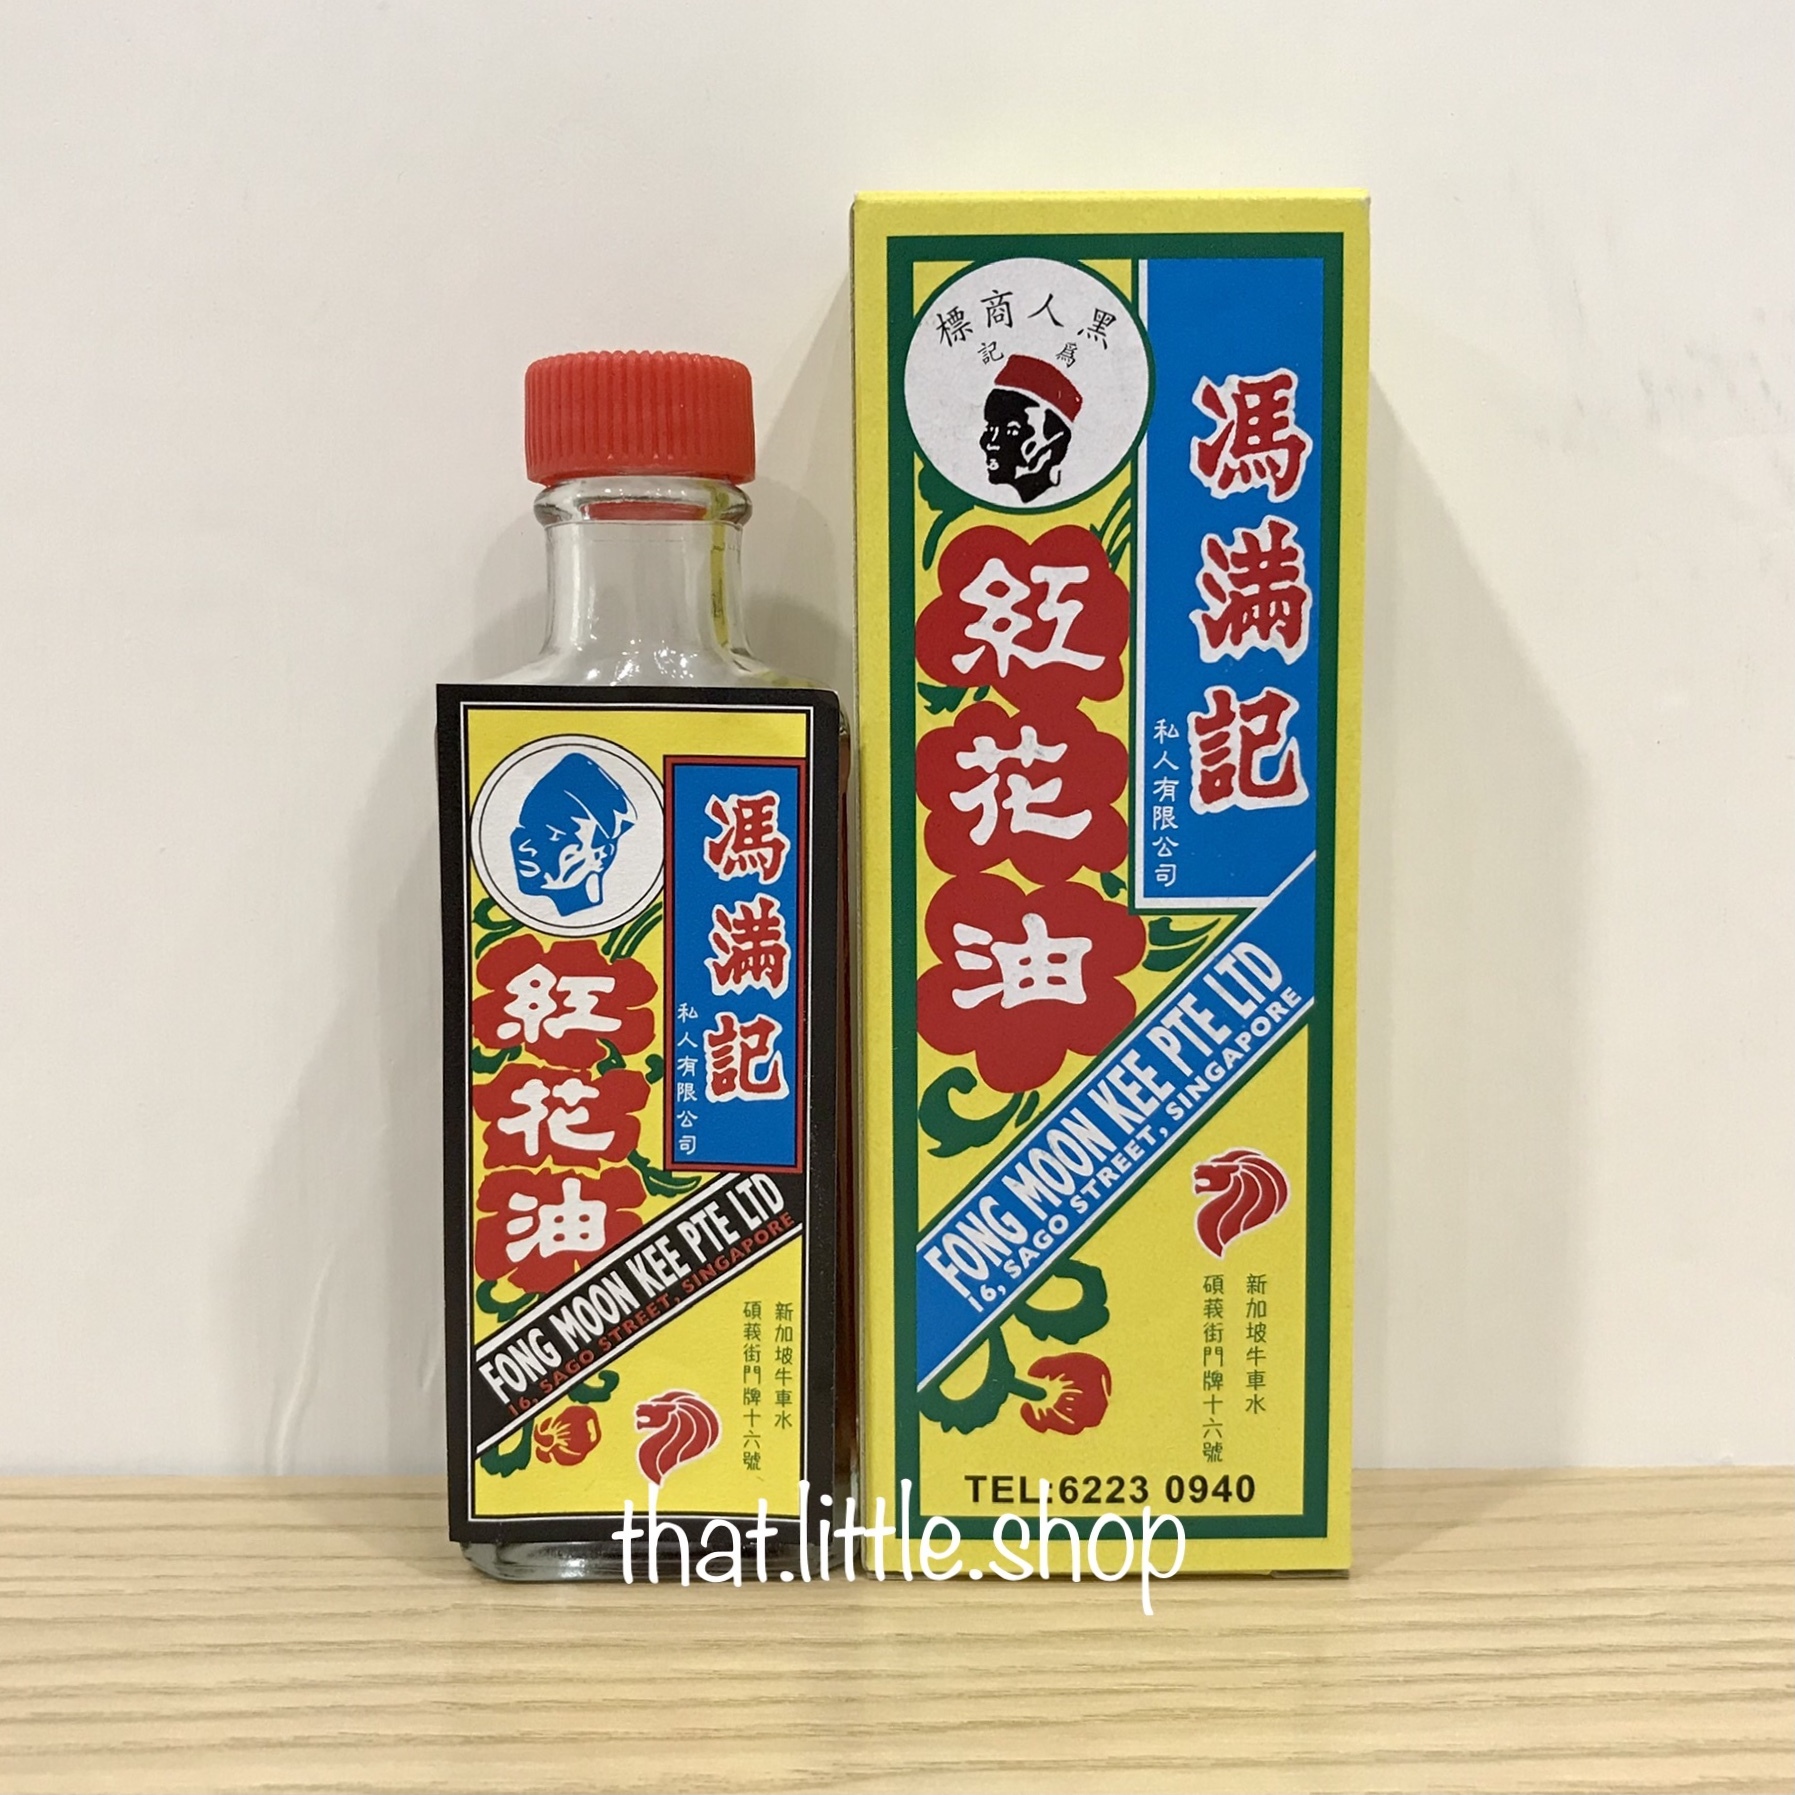 馮滿記
私人有限公司
紅花油
FONG MOON KEE PTE LTD
16, SAGO STREET, SINGAPORE
新加坡牛車水
碩莪街門牌十六號
黑人商標
爲記
馮滿記
私人有限公司
紅花油
FONG MOON KEE PTE LTD
16, SAGO STREET, SINGAPORE
新加坡牛車水
碩莪街門牌十六號
TEL:6223 0940
that.little.shop